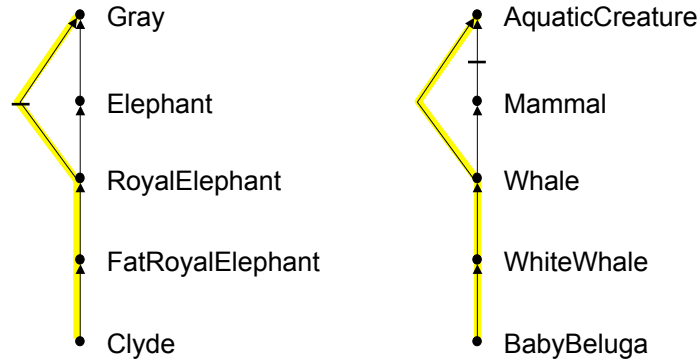 Gray
Elephant
RoyalElephant
FatRoyalElephant
Clyde
AquaticCreature
Mammal
Whale
WhiteWhale
BabyBeluga